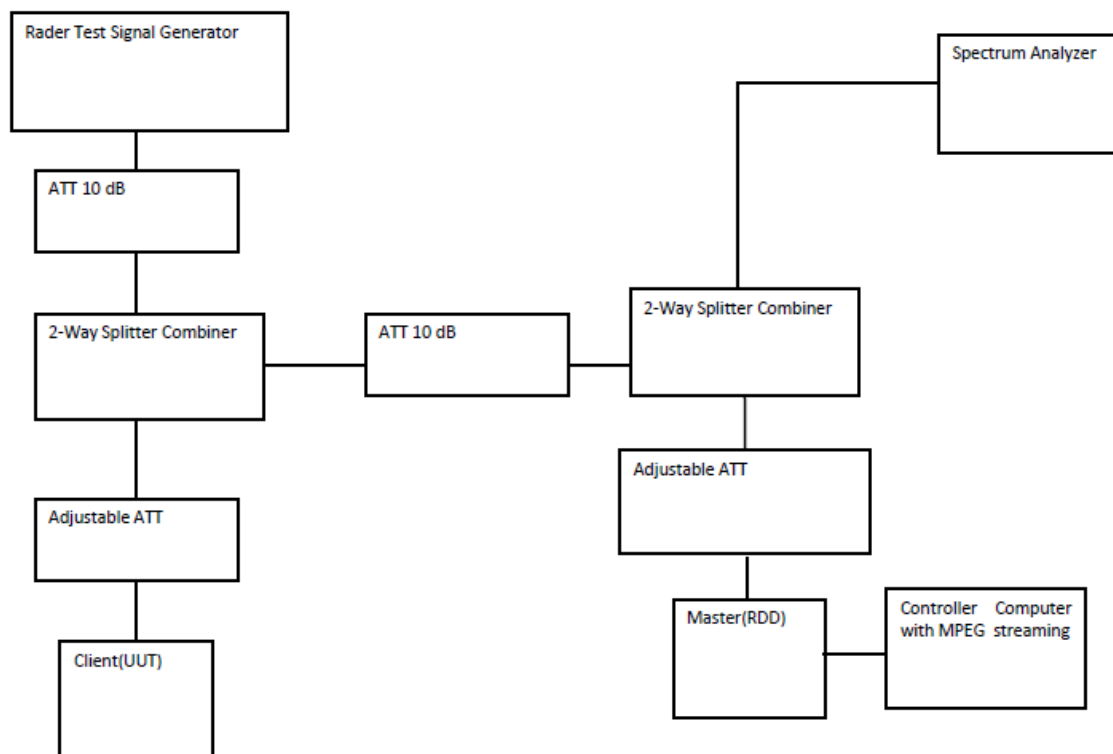 Rader Test Signal Generator
Spectrum Analyzer
ATT 10 dB
2-Way Splitter Combiner
ATT 10 dB
2-Way Splitter Combiner
Adjustable ATT
Adjustable ATT
Client(UUT)
Master(RDD)
Controller Computer
with MPEG streaming